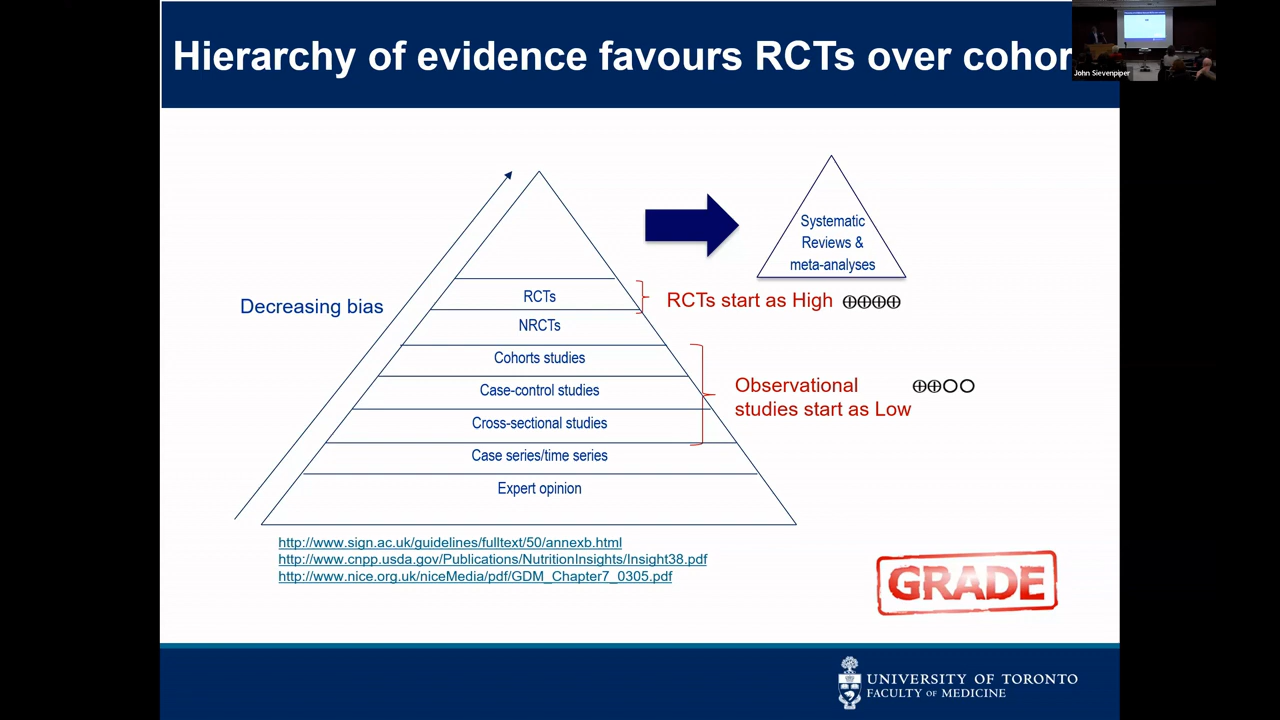 Hierarchy of evidence favours RCTs over cohor
John Sievenpiper
Systematic
Reviews &
meta-analyses
Decreasing bias
RCTs
RCTs start as High ⊕⊕⊕⊕
NRCTs
Cohorts studies
Case-control studies
Observational ⊕⊕○○
studies start as Low
Cross-sectional studies
Case series/time series
Expert opinion
http://www.sign.ac.uk/guidelines/fulltext/50/annexb.html
http://www.cnpp.usda.gov/Publications/NutritionInsights/Insight38.pdf
http://www.nice.org.uk/niceMedia/pdf/GDM_Chapter7_0305.pdf
GRADE
UNIVERSITY OF TORONTO
FACULTY OF MEDICINE